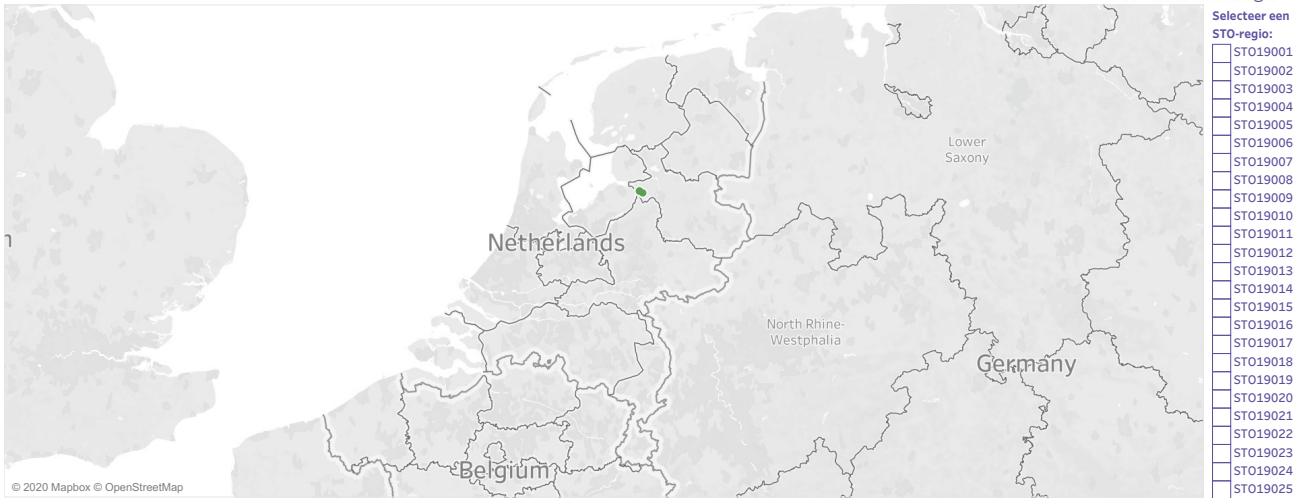 Selecteer een
STO-regio:
STO19001
STO19002
STO19003
STO19004
STO19005
STO19006
STO19007
STO19008
STO19009
STO19010
STO19011
STO19012
STO19013
STO19014
STO19015
STO19016
STO19017
STO19018
STO19019
STO19020
STO19021
STO19022
STO19023
STO19024
STO19025
Lower
Saxony
Netherlands
North Rhine-
Westphalia
Germany
Belgium
© 2020 Mapbox © OpenStreetMap